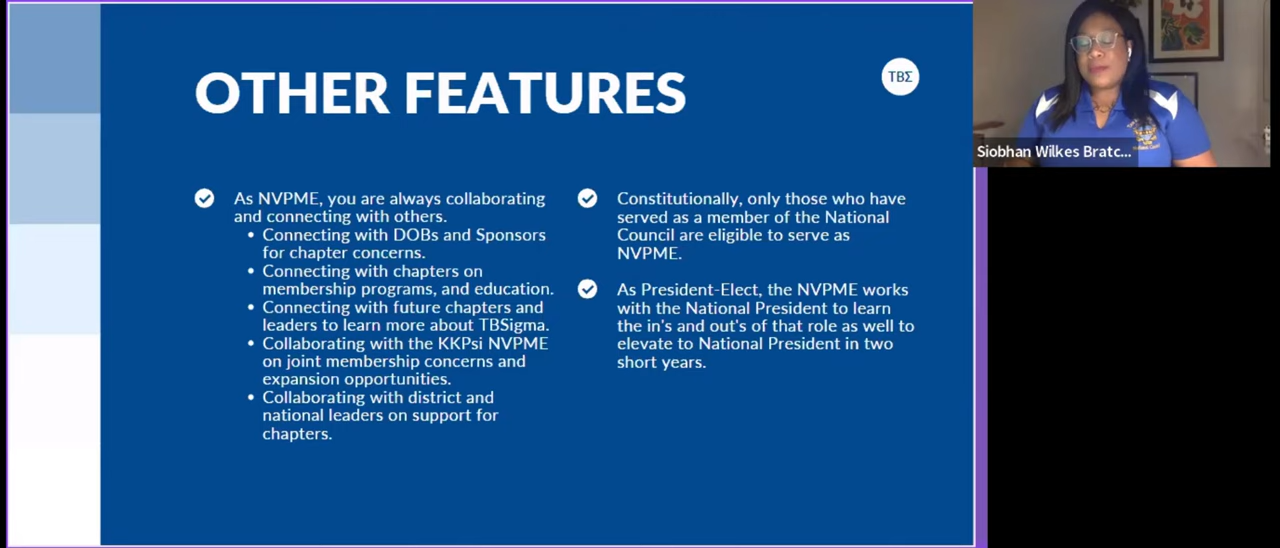 OTHER FEATURES
TBΣ
As NVPME, you are always collaborating
and connecting with others.
• Connecting with DOBs and Sponsors
for chapter concerns.
• Connecting with chapters on
membership programs, and education.
• Connecting with future chapters and
leaders to learn more about TBSigma.
• Collaborating with the KKPsi NVPME
on joint membership concerns and
expansion opportunities.
• Collaborating with district and
national leaders on support for
chapters.
Constitutionally, only those who have
served as a member of the National
Council are eligible to serve as
NVPME.
As President-Elect, the NVPME works
with the National President to learn
the in's and out's of that role as well to
elevate to National President in two
short years.
Siobhan Wilkes Bratc...